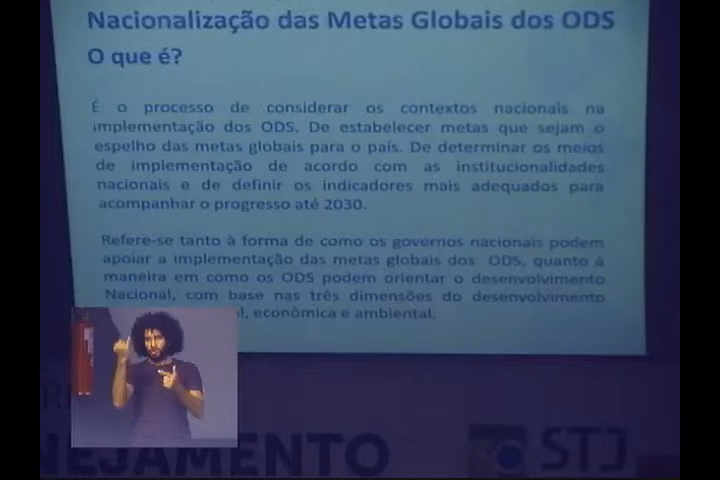 Nacionalização das Metas Globais dos ODS
O que é?
É o processo de considerar os contextos nacionais na
implementação dos ODS. De estabelecer metas que sejam o
espelho das metas globais para o país. De determinar os meios
de implementação de acordo com as institucionalidades
nacionais e de definir os indicadores mais adequados para
acompanhar o progresso até 2030.
Refere-se tanto à forma de como os governos nacionais podem
apoiar a implementação das metas globais dos ODS, quanto à
maneira em como os ODS podem orientar o desenvolvimento
Nacional, com base nas três dimensões do desenvolvimento
l, econômica e ambiental.
NEJAMENTO
STJ